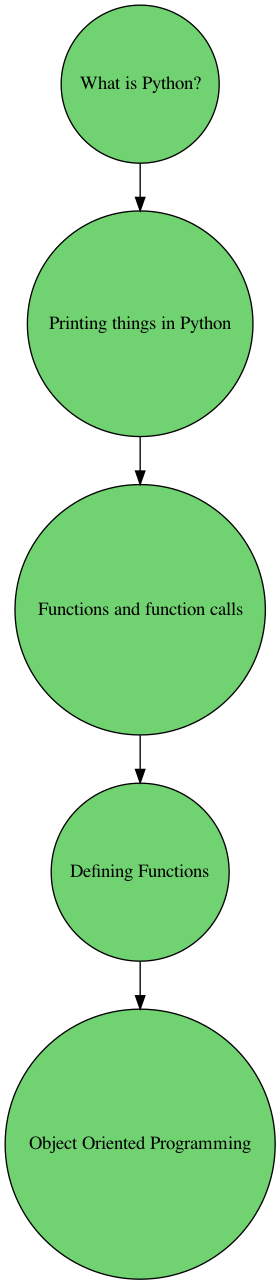 What is Python?
Printing things in Python
Functions and function calls
Defining Functions
Object Oriented Programming